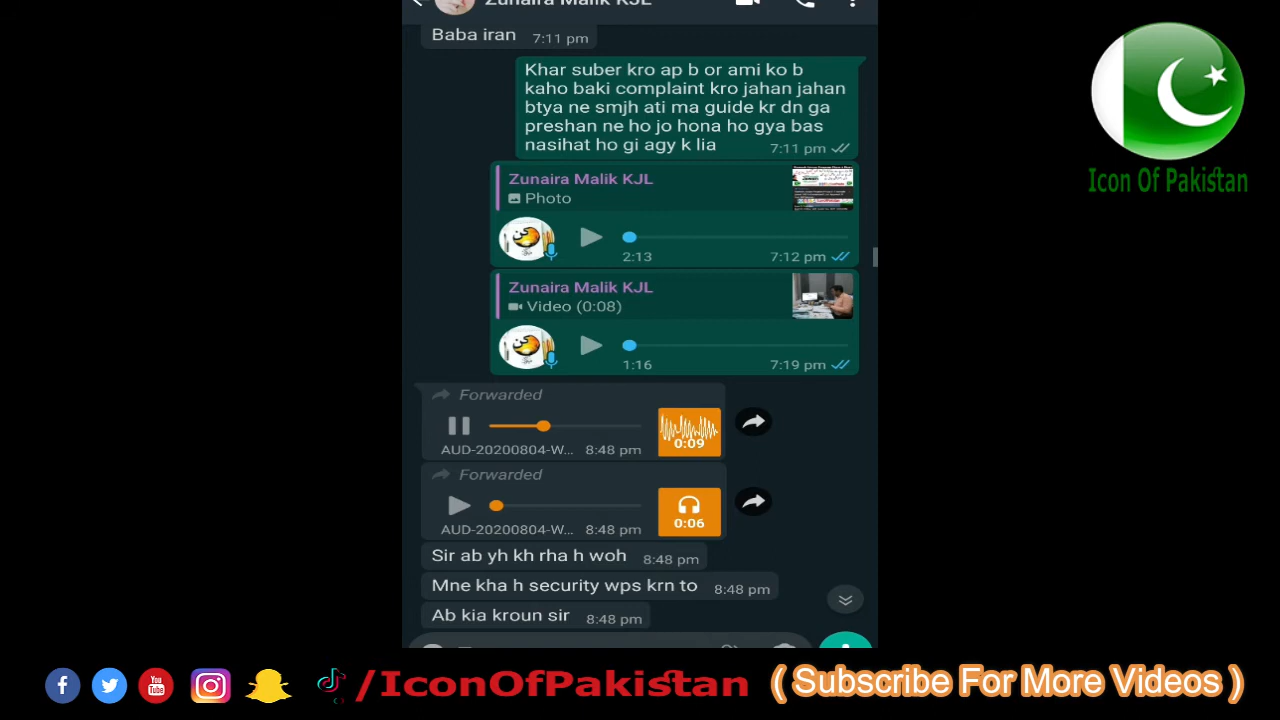 Zunaira Malik KJL
Baba iran 7:11 pm
Khar suber kro ap b or ami ko b
kaho baki complaint kro jahan jahan
btya ne smjh ati ma guide kr dn ga
preshan ne ho jo hona ho gya bas
nasihat ho gi agy k lia 7:11 pm
Zunaira Malik KJL
Photo
2:13 7:12 pm
Zunaira Malik KJL
Video (0:08)
1:16 7:19 pm
Forwarded
0:09
AUD-20200804-W... 8:48 pm
Forwarded
0:06
AUD-20200804-W... 8:48 pm
Sir ab yh kh rha h woh 8:48 pm
Mne kha h security wps krn to 8:48 pm
Ab kia kroun sir 8:48 pm
Icon Of Pakistan
You
Tube
/IconOfPakistan ( Subscribe For More Videos )